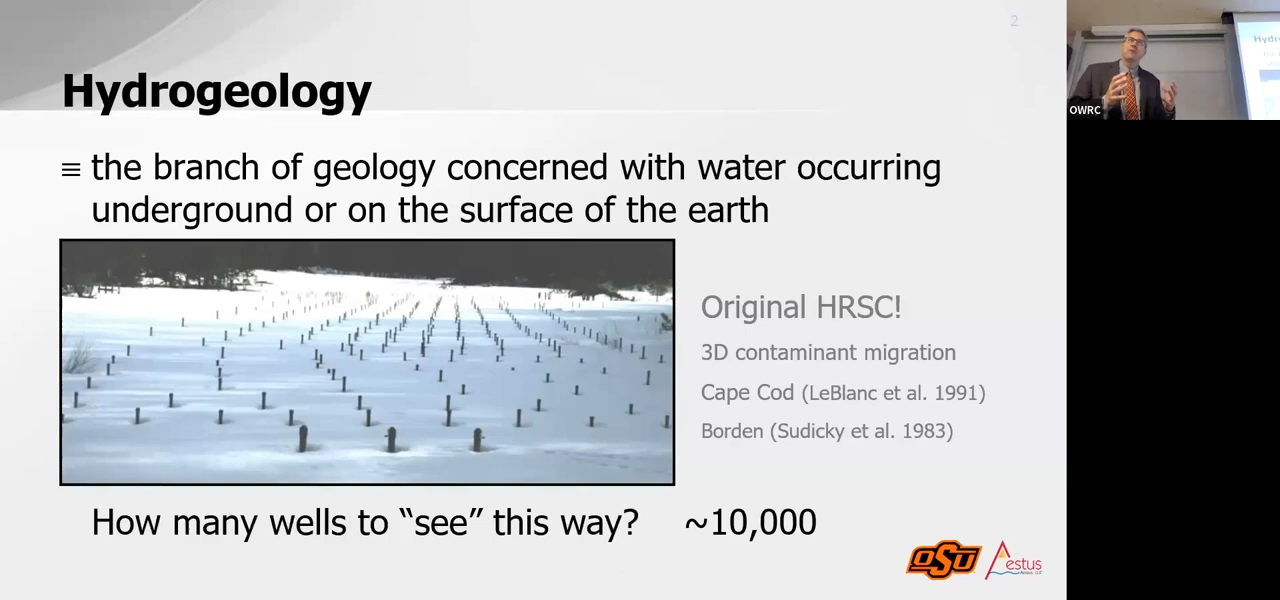 2
Hydrogeology
≡ the branch of geology concerned with water occurring
underground or on the surface of the earth
Original HRSC!
3D contaminant migration
Cape Cod (LeBlanc et al. 1991)
Borden (Sudicky et al. 1983)
How many wells to “see” this way? ~10,000
OSU
Aestus
OWRC